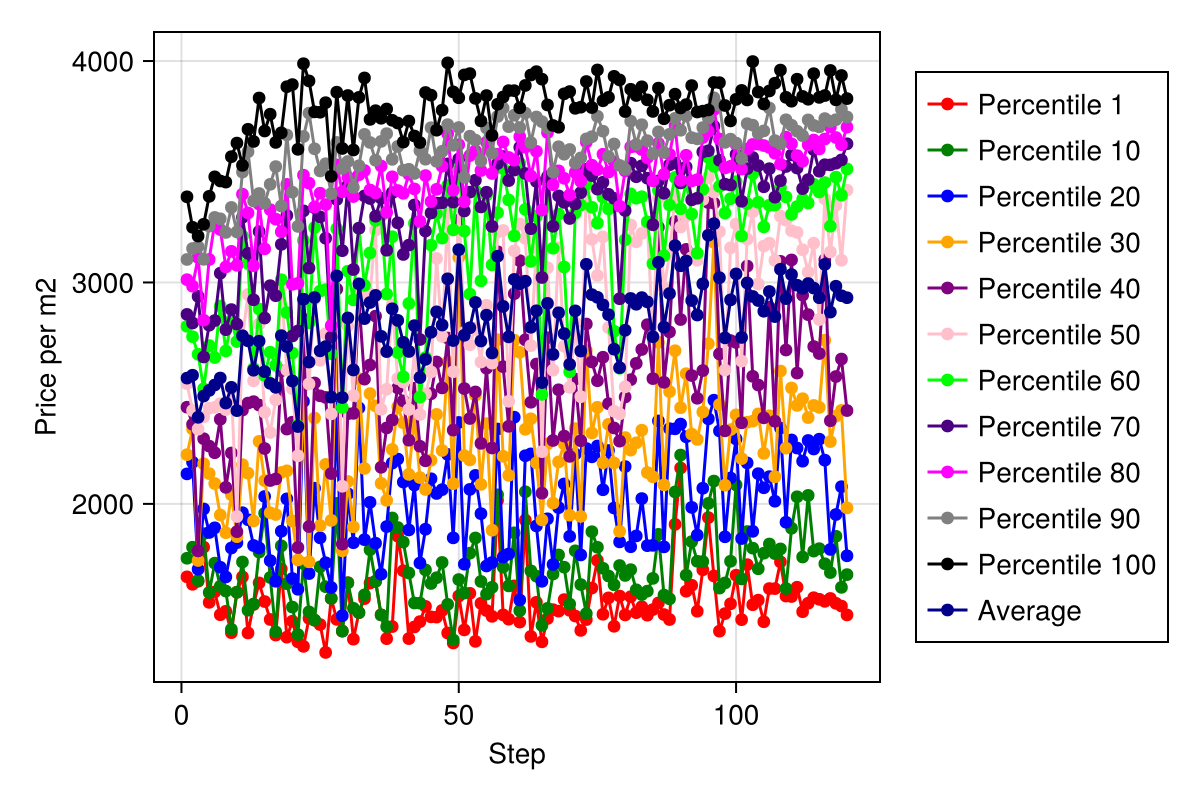 Price per m2
4000
3000
2000
0
50
100
Step
Percentile 1
Percentile 10
Percentile 20
Percentile 30
Percentile 40
Percentile 50
Percentile 60
Percentile 70
Percentile 80
Percentile 90
Percentile 100
Average